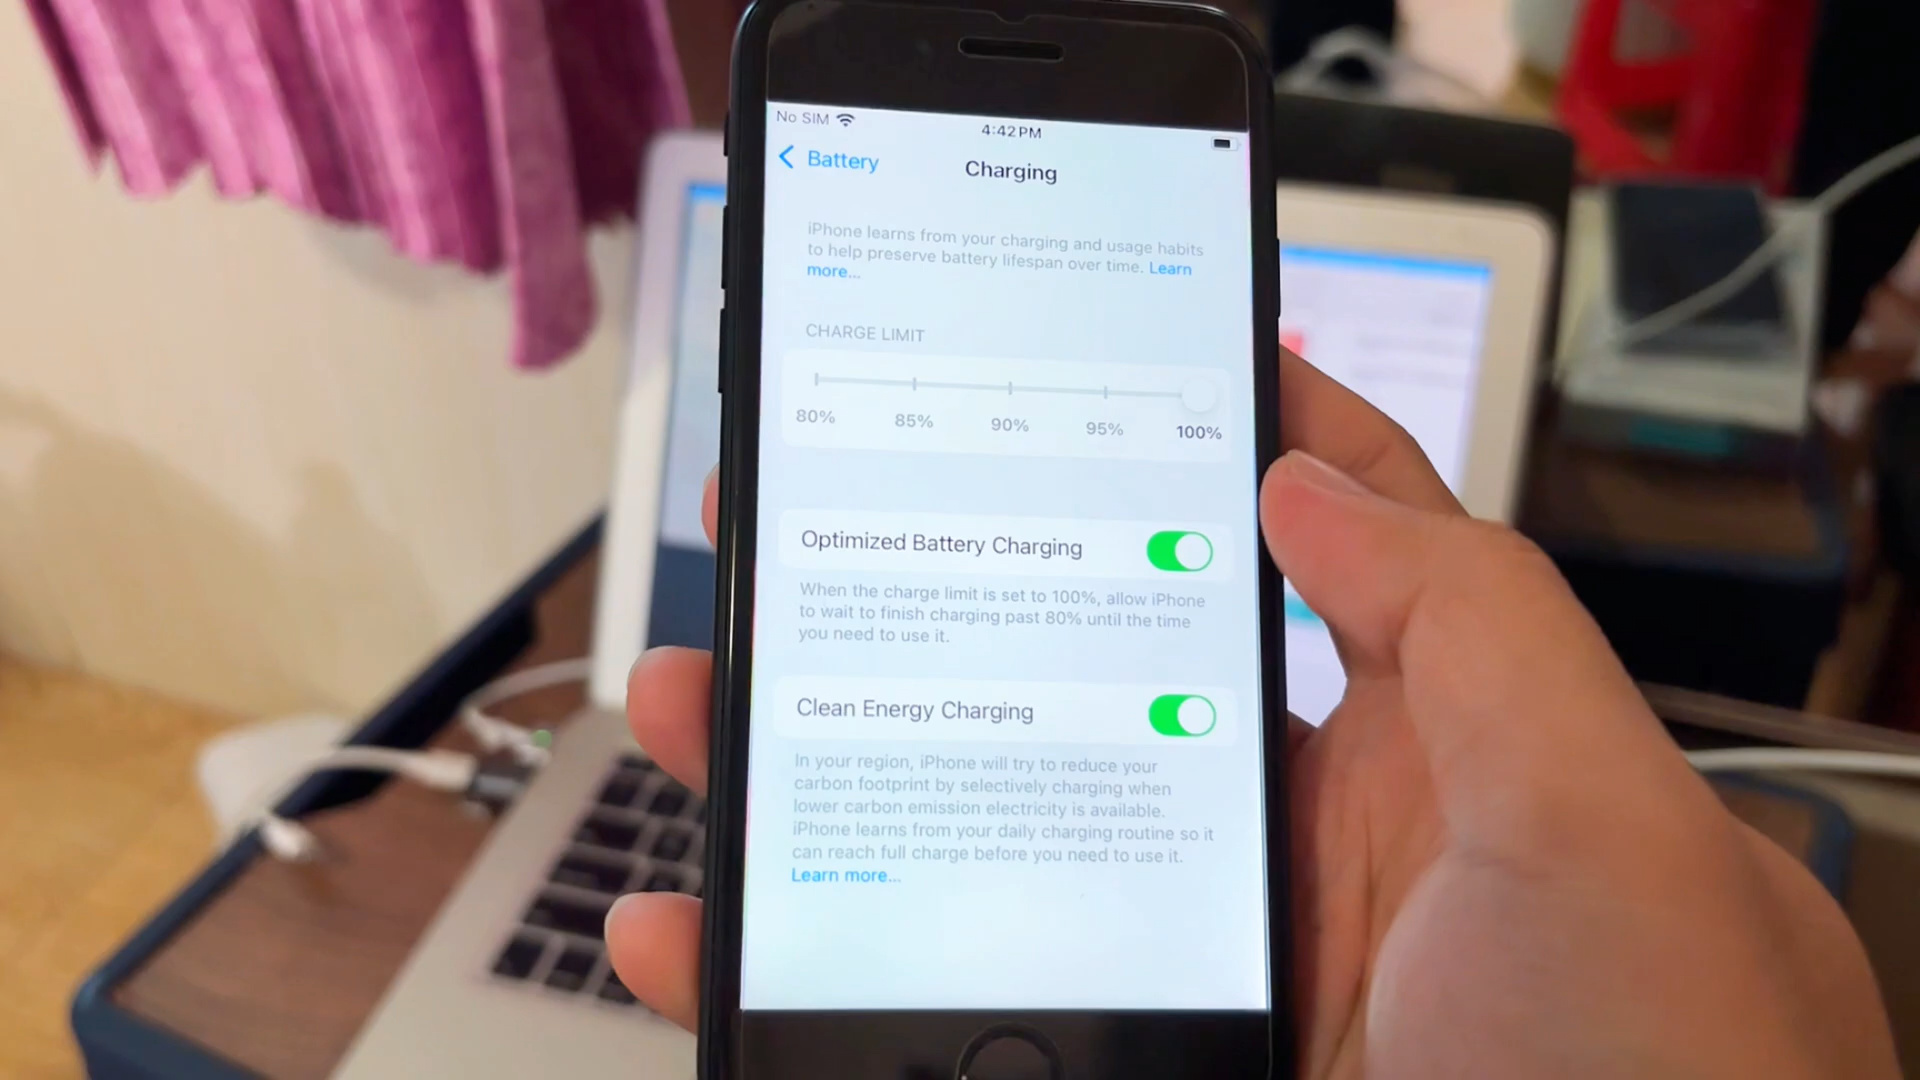 No SIM
4:42 PM
Battery
Charging
iPhone learns from your charging and usage habits
to help preserve battery lifespan over time. Learn
more...
CHARGE LIMIT
80% 85% 90% 95% 100%
Optimized Battery Charging
When the charge limit is set to 100%, allow iPhone
to wait to finish charging past 80% until the time
you need to use it.
Clean Energy Charging
In your region, iPhone will try to reduce your
carbon footprint by selectively charging when
lower carbon emission electricity is available.
iPhone learns from your daily charging routine so it
can reach full charge before you need to use it.
Learn more...